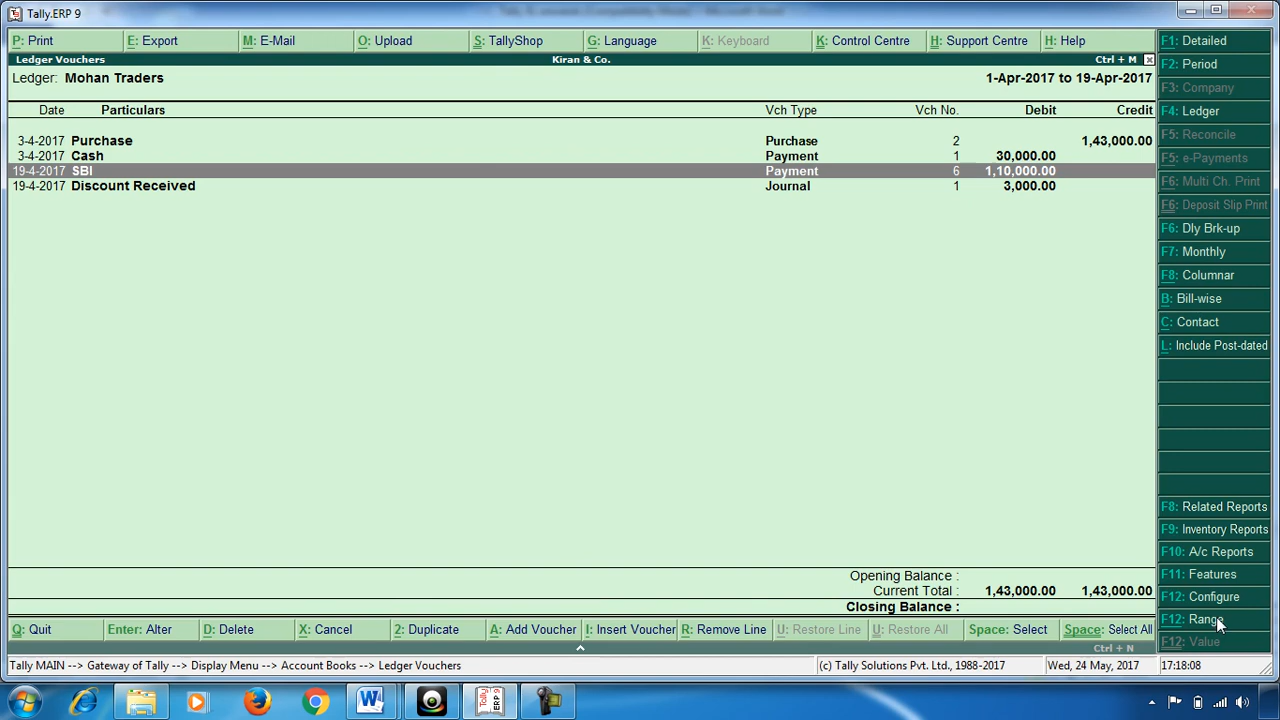 Tally.ERP 9
P: Print E: Export M: E-Mail O: Upload S: TallyShop G: Language K: Keyboard K: Control Centre H: Support Centre H: Help
Ledger Vouchers Kiran & Co. Ctrl + M
Ledger: Mohan Traders 1-Apr-2017 to 19-Apr-2017
Date Particulars Vch Type Vch No. Debit Credit
3-4-2017 Purchase Purchase 2 1,43,000.00
3-4-2017 Cash Payment 1 30,000.00
19-4-2017 SBI Payment 6 1,10,000.00
19-4-2017 Discount Received Journal 1 3,000.00
Opening Balance :
Current Total : 1,43,000.00 1,43,000.00
Closing Balance :
Q: Quit Enter: Alter D: Delete X: Cancel 2: Duplicate A: Add Voucher I: Insert Voucher R: Remove Line U: Restore Line U: Restore All Space: Select Space: Select All
Ctrl + N
Tally MAIN --> Gateway of Tally --> Display Menu --> Account Books --> Ledger Vouchers (c) Tally Solutions Pvt. Ltd., 1988-2017 Wed, 24 May, 2017 17:18:08
F1: Detailed
F2: Period
F3: Company
F4: Ledger
F5: Reconcile
F5: e-Payments
F6: Multi Ch. Print
F6: Deposit Slip Print
F6: Dly Brk-up
F7: Monthly
F8: Columnar
B: Bill-wise
C: Contact
L: Include Post-dated
F8: Related Reports
F9: Inventory Reports
F10: A/c Reports
F11: Features
F12: Configure
F12: Range
F12: Value
Tally
ERP 9